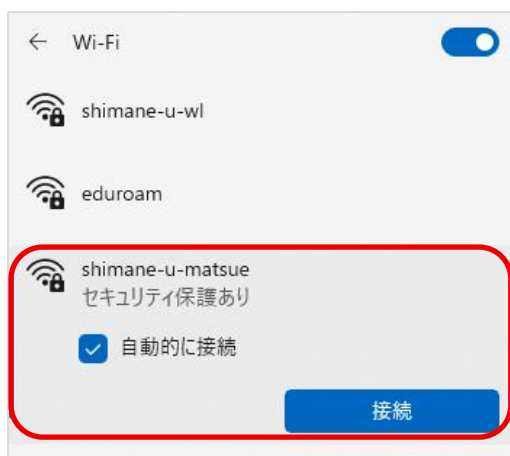 Wi-Fi
shimane-u-wl
eduroam
shimane-u-matsue
セキュリティ保護あり
自動的に接続
接続